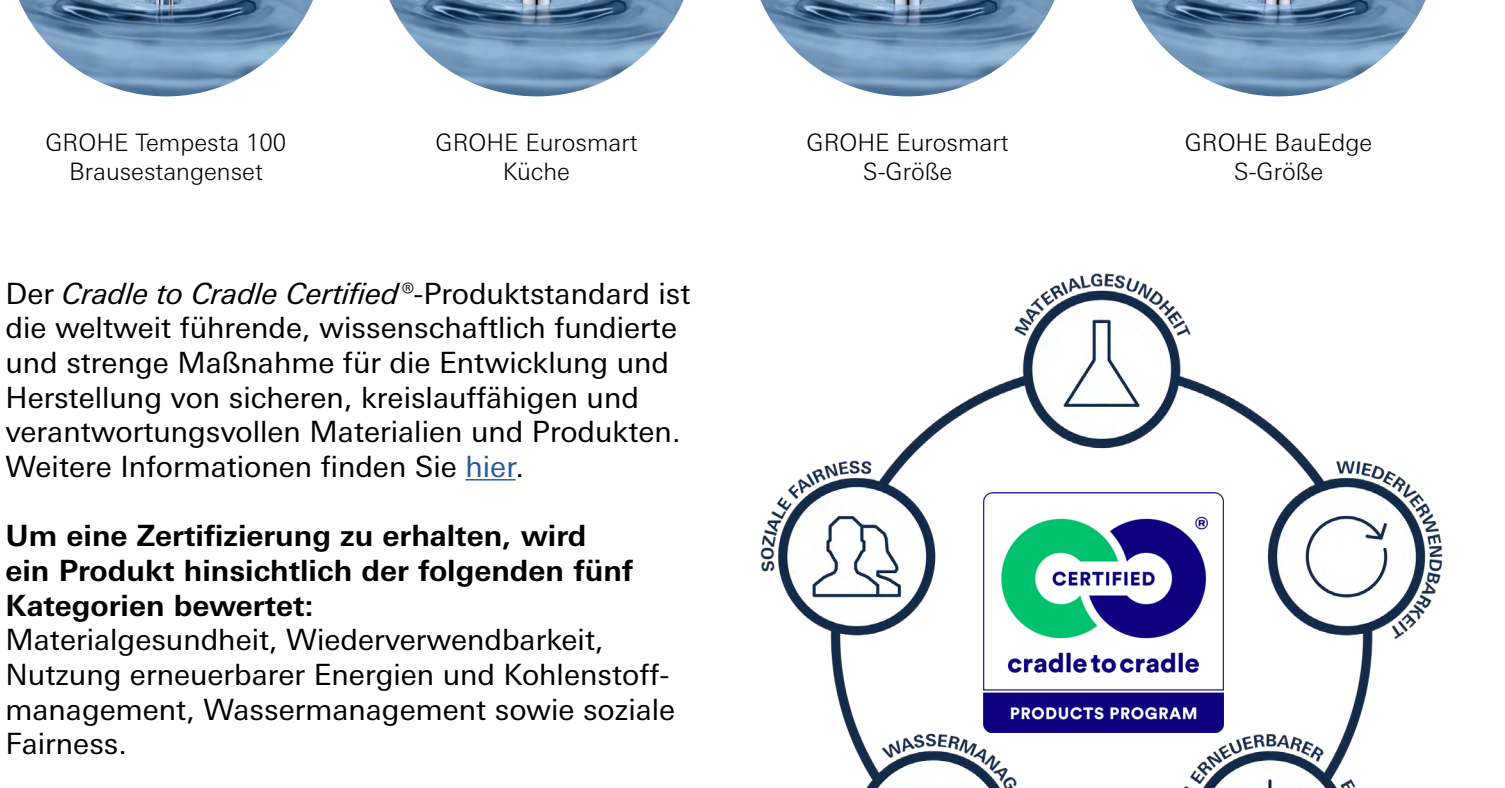 GROHE Tempesta 100
Brausestangenset
GROHE Eurosmart
Küche
GROHE Eurosmart
S-Größe
GROHE BauEdge
S-Größe
Der Cradle to Cradle Certified®-Produktstandard ist
die weltweit führende, wissenschaftlich fundierte
und strenge Maßnahme für die Entwicklung und
Herstellung von sicheren, kreislauffähigen und
verantwortungsvollen Materialien und Produkten.
Weitere Informationen finden Sie hier.
Um eine Zertifizierung zu erhalten, wird
ein Produkt hinsichtlich der folgenden fünf
Kategorien bewertet:
Materialgesundheit, Wiederverwendbarkeit,
Nutzung erneuerbarer Energien und Kohlenstoff-
management, Wassermanagement sowie soziale
Fairness.
MATERIALGESUNDHEIT
SOZIALE FAIRNESS
WIEDERVERWENDBARKEIT
®
CERTIFIED
cradle to cradle
PRODUCTS PROGRAM
WASSERMANAG
ERNEUERBARER